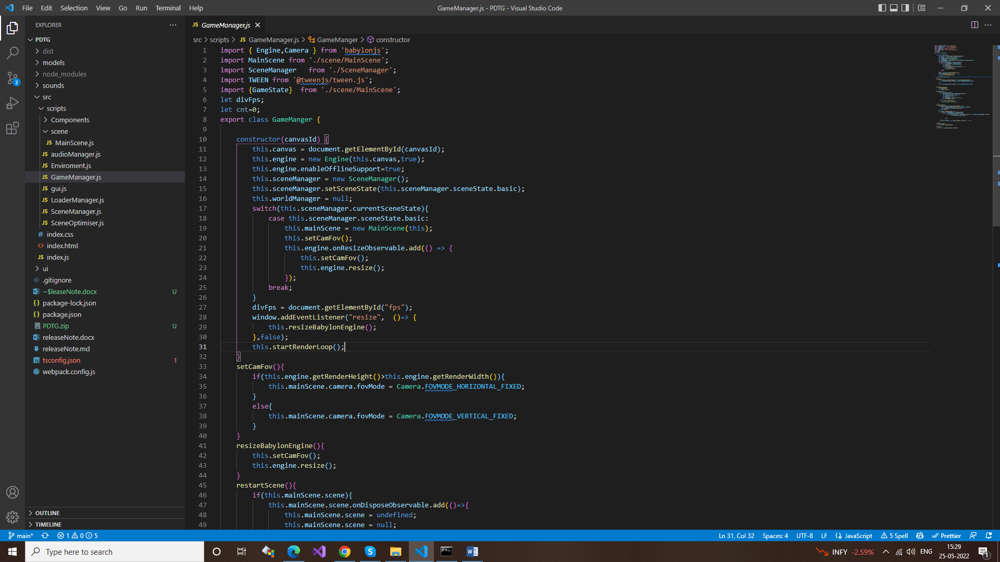 File Edit Selection View Go Run Terminal Help
GameManager.js - PDTG - Visual Studio Code
EXPLORER
PDTG
dist
models
node_modules
sounds
src
scripts
Components
scene
JS MainScene.js
JS audioManager.js
JS Enviroment.js
JS GameManager.js
JS gui.js
JS LoaderManager.js
JS SceneManager.js
JS SceneOptimiser.js
# index.css
<> index.html
JS index.js
ui
.gitignore
~$leaseNote.docx U
{} package-lock.json
{} package.json
PDTG.zip U
releaseNote.docx
releaseNote.md
TS tsconfig.json 1
webpack.config.js
OUTLINE
TIMELINE
2
JS GameManager.js
src > scripts > JS GameManager.js > GameManger > constructor
1 import { Engine,Camera } from 'babylonjs';
2 import MainScene from './scene/MainScene';
3 import SceneManager   from './SceneManager';
4 import TWEEN from '@tweenjs/tween.js';
5 import {GameState}  from './scene/MainScene';
6 let divFps;
7 let cnt=0;
8 export class GameManger {
9
10     constructor(canvasId) {
11         this.canvas = document.getElementById(canvasId);
12         this.engine = new Engine(this.canvas,true);
13         this.engine.enableOfflineSupport=true;
14         this.sceneManager = new SceneManager();
15         this.sceneManager.setSceneState(this.sceneManager.sceneState.basic);
16         this.worldManager = null;
17         switch(this.sceneManager.currentSceneState){
18             case this.sceneManager.sceneState.basic:
19                 this.mainScene = new MainScene(this);
20                 this.setCamFov();
21                 this.engine.onResizeObservable.add(() => {
22                     this.setCamFov();
23                     this.engine.resize();
24                 });
25             break;
26         }
27         divFps = document.getElementById("fps");
28         window.addEventListener("resize",  ()=> {
29             this.resizeBabylonEngine();
30         },false);
31         this.startRenderLoop();
32     }
33     setCamFov(){
34         if(this.engine.getRenderHeight()>this.engine.getRenderWidth()){
35             this.mainScene.camera.fovMode = Camera.FOVMODE_HORIZONTAL_FIXED;
36         }
37         else{
38             this.mainScene.camera.fovMode = Camera.FOVMODE_VERTICAL_FIXED;
39         }
40     }
41     resizeBabylonEngine(){
42         this.setCamFov();
43         this.engine.resize();
44     }
45     restartScene(){
46         if(this.mainScene.scene){
47             this.mainScene.scene.onDisposeObservable.add(()=>{
48                 this.mainScene.scene = undefined;
49                 this.mainScene.scene = null;
main* 1 0 5
Ln 31, Col 32 Spaces: 4 UTF-8 LF {} JavaScript 5 Spell Prettier
Type here to search
INFY -2.59% ENG 15:29
25-05-2022
1